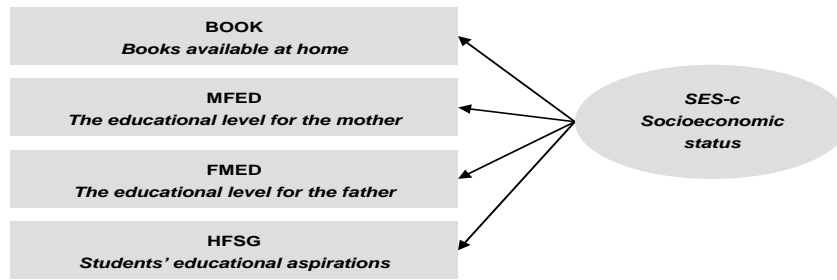 BOOK
Books available at home
MFED
The educational level for the mother
FMED
The educational level for the father
HFSG
Students' educational aspirations
SES-c
Socioeconomic
status